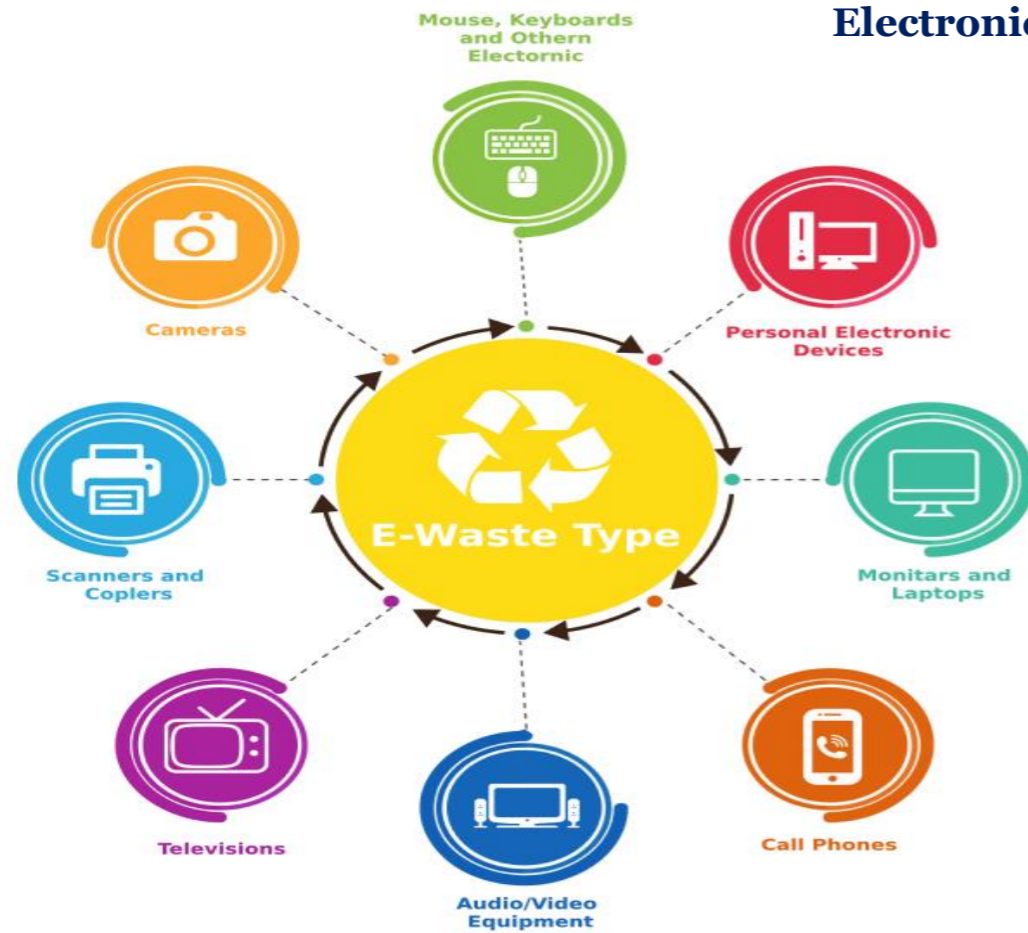 Electronic
Mouse, Keyboards
and Othern
Electornic
Cameras
Personal Electronic
Devices
E-Waste Type
Scanners and
Coplers
Monitars and
Laptops
Televisions
Call Phones
Audio/Video
Equipment